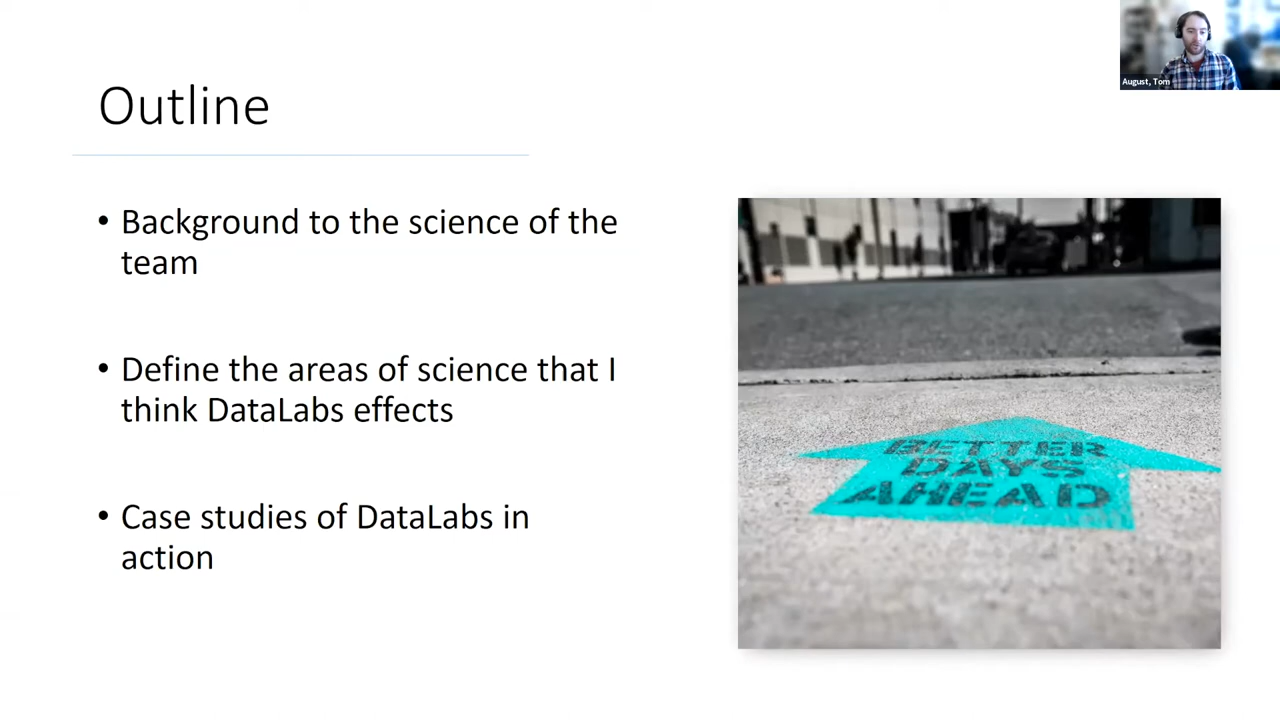 August, Tom
Outline
• Background to the science of the
team
• Define the areas of science that I
think DataLabs effects
• Case studies of DataLabs in
action
BETTER
DAYS
AHEAD